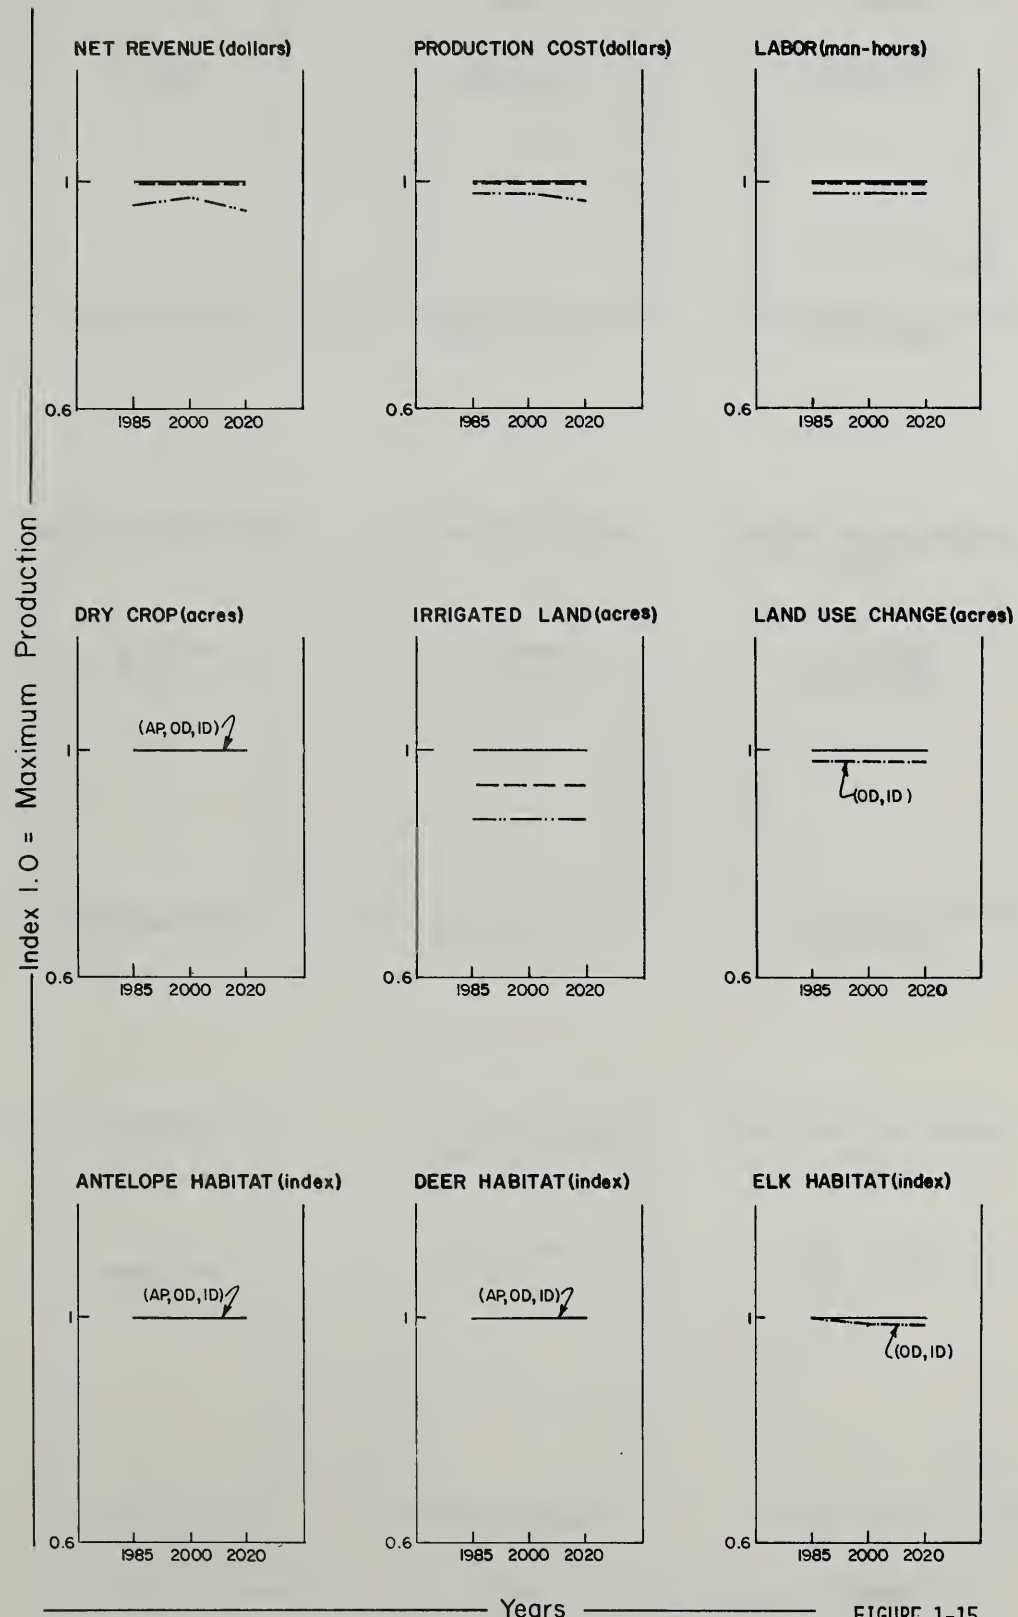 NET REVENUE (dollars)
1
0.6
1985 2000 2020
PRODUCTION COST (dollars)
1
0.6
1985 2000 2020
LABOR (man-hours)
1
0.6
1985 2000 2020
Index 1.0 = Maximum Production
DRY CROP (acres)
(AP, OD, ID)
1
0.6
1985 2000 2020
IRRIGATED LAND (acres)
1
0.6
1985 2000 2020
LAND USE CHANGE (acres)
1
(OD, ID)
0.6
1985 2000 2020
ANTELOPE HABITAT (index)
(AP, OD, ID)
1
0.6
1985 2000 2020
DEER HABITAT (index)
(AP, OD, ID)
1
0.6
1985 2000 2020
ELK HABITAT (index)
1
(OD, ID)
0.6
1985 2000 2020
Years
FIGURE 1-15